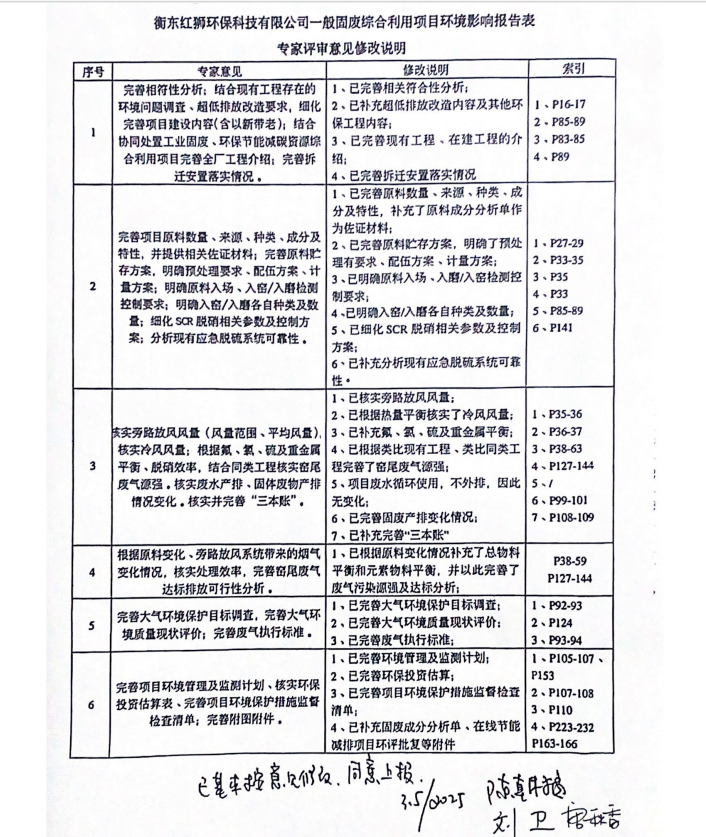 衡东红狮环保科技有限公司一般固废综合利用项目环境影响报告表
专家评审意见修改说明
序号 专家意见 修改说明 索引
1
完善相符性分析；结合现有工程存在的
环境问题调查、超低排放改造要求，细化
完善项目建设内容(含以新带老)；结合
协同处置工业固废、环保节能减碳资源综
合利用项目完善全厂工程介绍；完善拆
迁安置落实情况。
1、已完善相关符合性分析；
2、已补充超低排放改造内容及其他环
保工程内容；
3、已完善现有工程、在建工程的介
绍；
4、已完善拆迁安置落实情况
1、P16-17
2、P85-89
3、P83-85
4、P89
2
完善项目原料数量、来源、种类、成分及
特性，并提供相关佐证材料；完善原料贮
存方案，明确预处理要求、配伍方案、计
量方案；明确原料入场、入窑/入磨检测
控制要求；明确入窑/入磨各自种类及数
量；细化 SCR 脱硝相关参数及控制方
案；分析现有应急脱硫系统可靠性。
1、已完善原料数量、来源、种类、成
分及特性，补充了原料成分分析单作
为佐证材料；
2、已完善原料贮存方案，明确了预处
理有要求、配伍方案、计量方案；
3、已明确原料入场、入磨/入窑检测控
制要求；
4、已明确入窑/入磨各自种类及数量；
5、已细化 SCR 脱硝相关参数及控制
方案；
6、已补充分析现有应急脱硫系统可靠
性。
1、P27-29
2、P33-35
3、P35
4、P33
5、P85-89
6、P141
3
核实旁路放风风量（风量范围、平均风量），
核实冷风风量；根据氟、氯、硫及重金属
平衡、脱硝效率，结合同类工程核实窑尾
废气源强。核实废水产排、固体废物产排
情况变化。核实并完善“三本账”。
1、已核实旁路放风风量；
2、已根据热量平衡核实了冷风风量；
3、已补充氟、氯、硫及重金属平衡；
4、已根据类比现有工程、类比同类工
程完善了窑尾废气源强；
5、项目废水循环使用，不外排，因此
无变化；
6、已完善固废产排变化情况；
7、已补充完善“三本账”
1、P35-36
2、P36-37
3、P38-63
4、P127-144
5、/
6、P99-101
7、P108-109
4
根据原料变化、旁路放风系统带来的烟气
变化情况，核实处理效率，完善窑尾废气
达标排放可行性分析。
1、已根据原料变化情况补充了总物料
平衡和元素物料平衡，并以此完善了
废气污染源强及达标分析；
P38-59
P127-144
5
完善大气环境保护目标调查，完善大气环
境质量现状评价；完善废气执行标准。
1、已完善大气环境保护目标调查；
2、已完善大气环境质量现状评价；
3、已完善废气执行标准；
1、P92-93
2、P124
3、P93-94
6
完善项目环境管理及监测计划、核实环保
投资估算表、完善项目环境保护措施监督
检查清单；完善附图附件。
1、已完善环境管理及监测计划；
2、已完善环保投资估算；
3、已完善项目环境保护措施监督检查
清单；
4、已补充固废成分分析单、在线节能
减排项目环评批复等附件
1、P105-107、
P153
2、P107-108
3、P110
4、P223-232
P163-166
已基本按意见修改，同意上报。
3.5/2025
刘卫